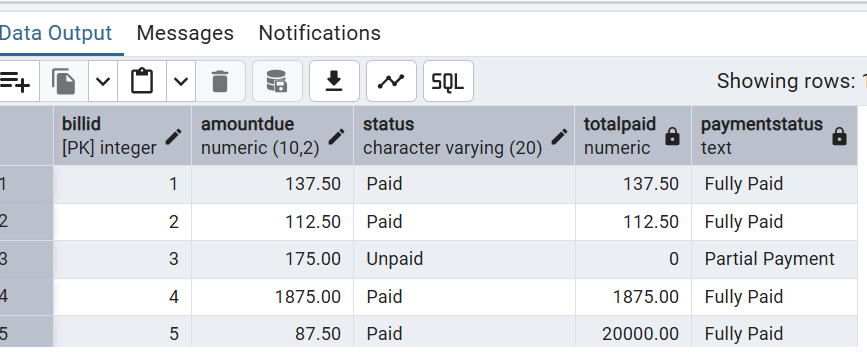 Data Output Messages Notifications
SQL Showing rows: 1
billid amountdue status totalpaid paymentstatus
[PK] integer numeric (10,2) character varying (20) numeric text
1 1 137.50 Paid 137.50 Fully Paid
2 2 112.50 Paid 112.50 Fully Paid
3 3 175.00 Unpaid 0 Partial Payment
4 4 1875.00 Paid 1875.00 Fully Paid
5 5 87.50 Paid 20000.00 Fully Paid